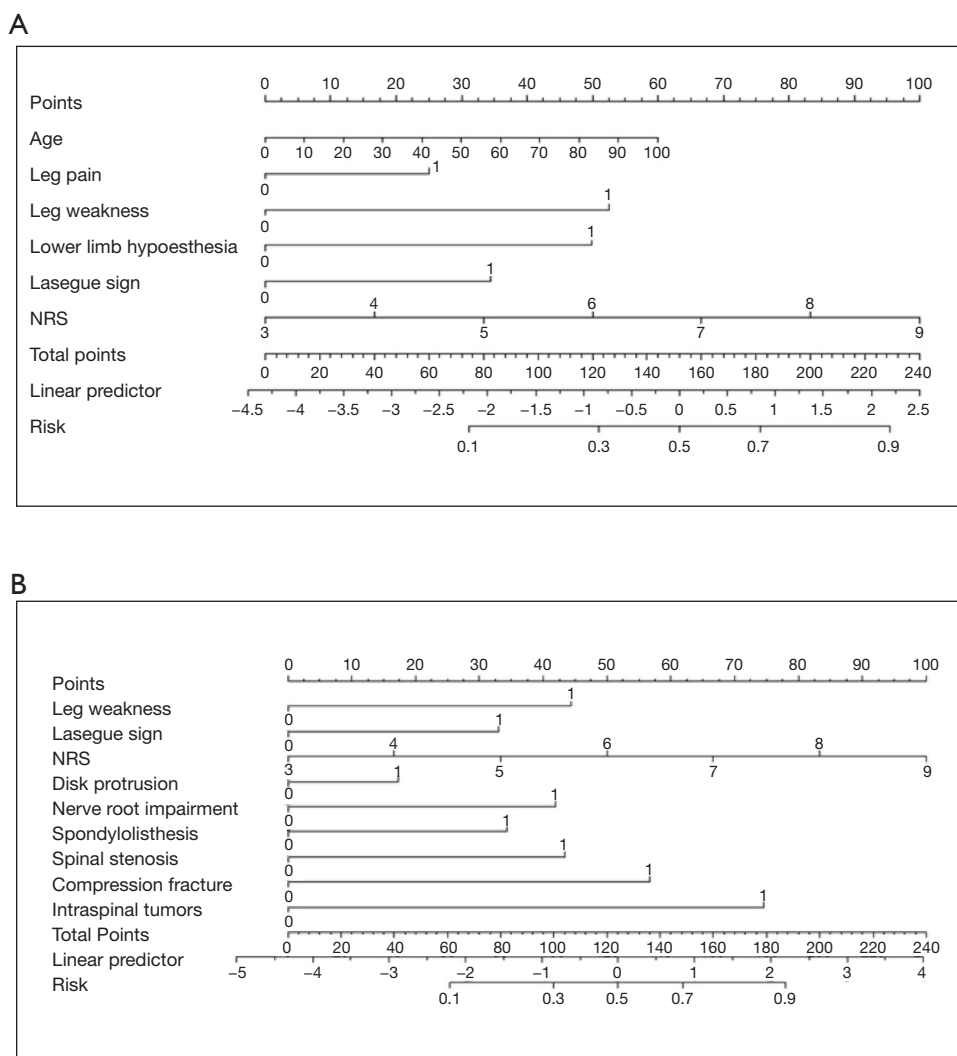 A
0 10 20 30 40 50 60 70 80 90 100
Points
Age
0 10 20 30 40 50 60 70 80 90 100
1
Leg pain
0
1
Leg weakness
0
1
Lower limb hypoesthesia
0
1
Lasegue sign
0
4 6 8
NRS
3 5 7 9
Total points
0 20 40 60 80 100 120 140 160 180 200 220 240
Linear predictor
−4.5 −4 −3.5 −3 −2.5 −2 −1.5 −1 −0.5 0 0.5 1 1.5 2 2.5
Risk
0.1 0.3 0.5 0.7 0.9
B
0 10 20 30 40 50 60 70 80 90 100
Points
1
Leg weakness
0
1
Lasegue sign
0
4 6 8
NRS
3 5 7 9
1
Disk protrusion
0
1
Nerve root impairment
0
1
Spondylolisthesis
0
1
Spinal stenosis
0
1
Compression fracture
0
1
Intraspinal tumors
0
Total Points
0 20 40 60 80 100 120 140 160 180 200 220 240
Linear predictor
−5 −4 −3 −2 −1 0 1 2 3 4
Risk
0.1 0.3 0.5 0.7 0.9